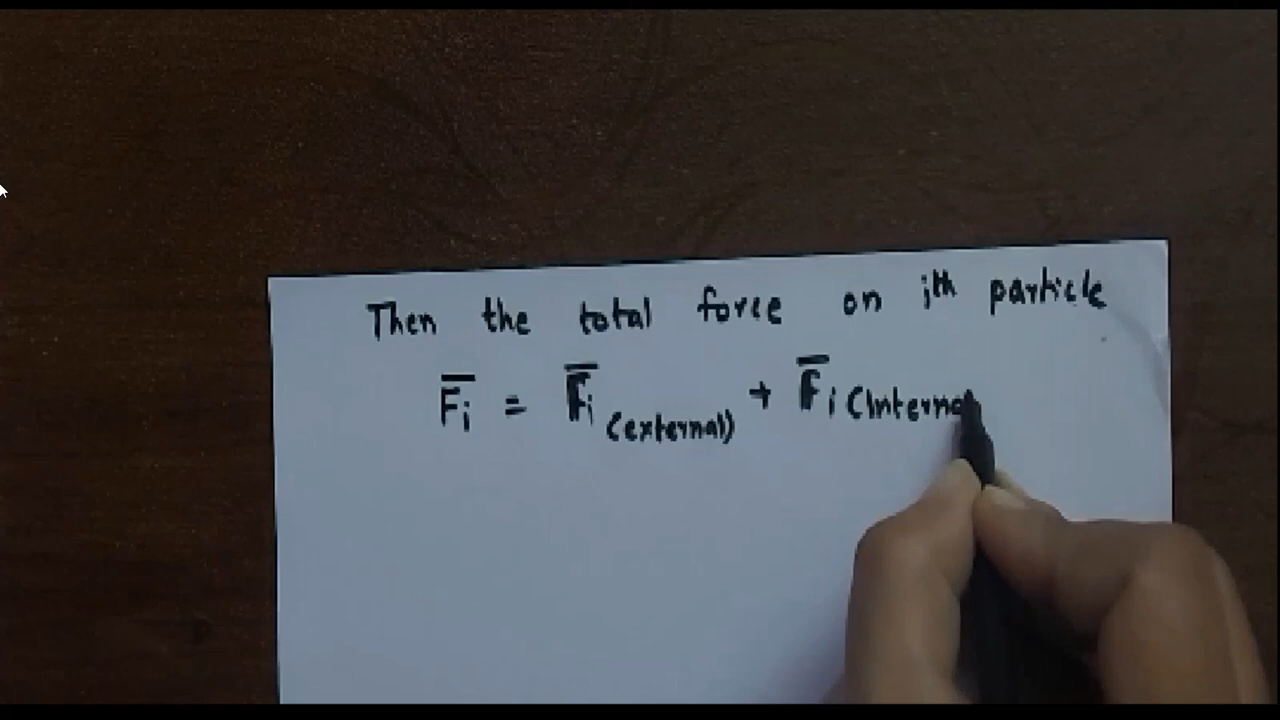 Then the total force on ith particle
F̅i = F̅i (external) + F̅i (Interna